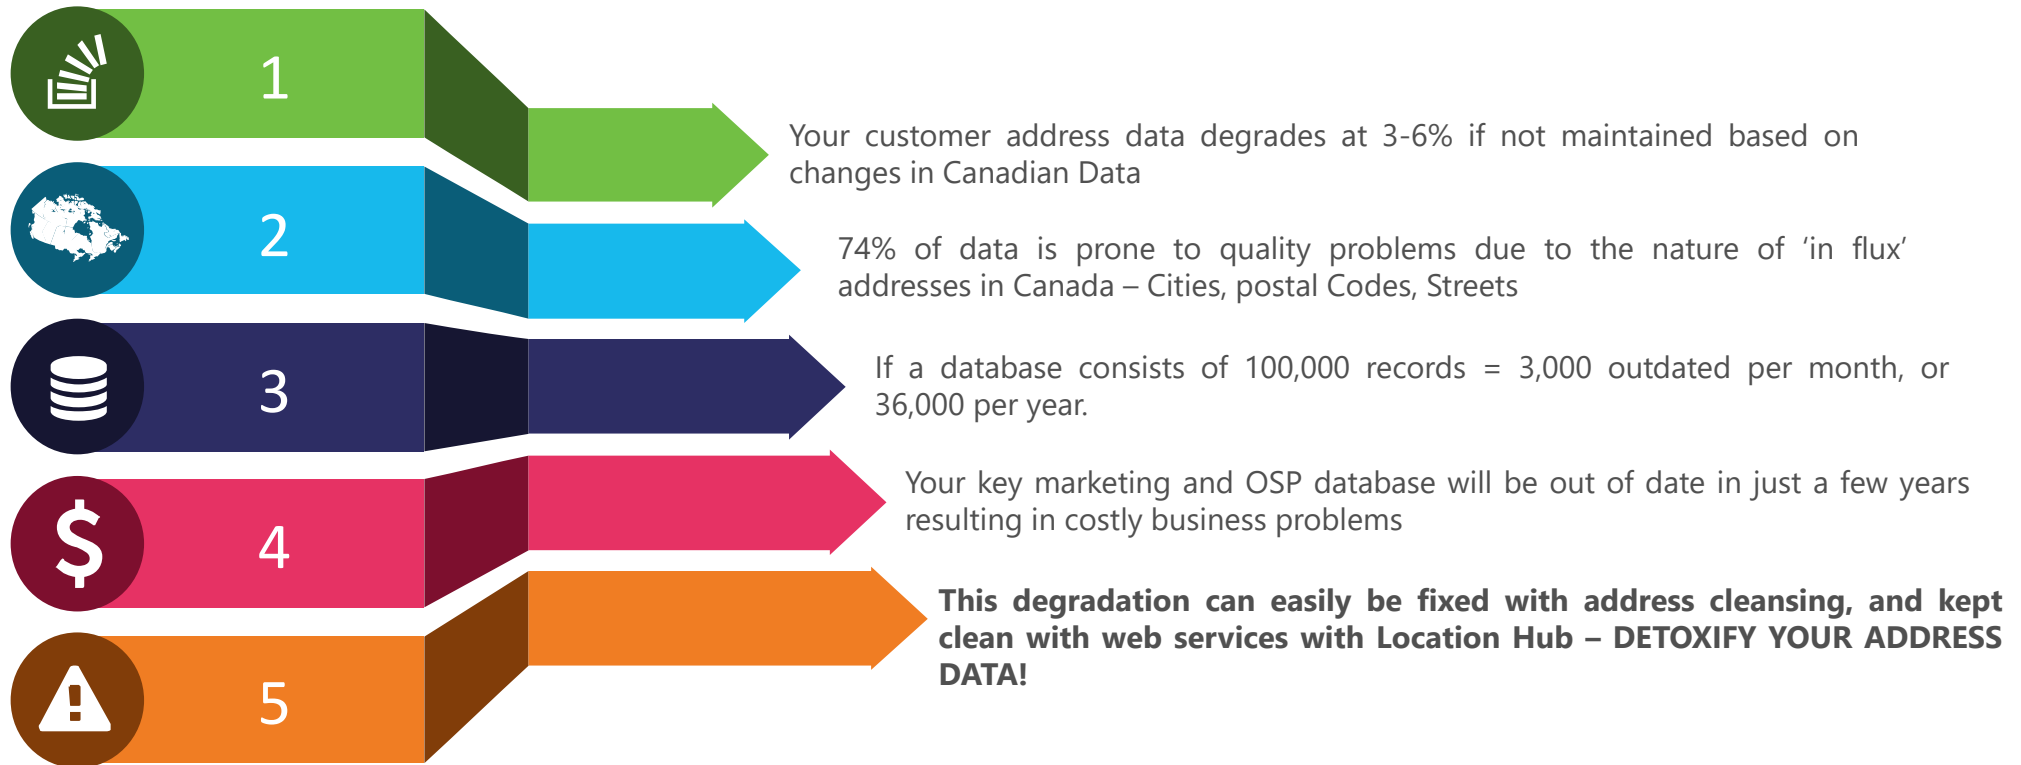 1
Your customer address data degrades at 3-6% if not maintained based on
changes in Canadian Data
2
74% of data is prone to quality problems due to the nature of ‘in flux’
addresses in Canada – Cities, postal Codes, Streets
3
If a database consists of 100,000 records = 3,000 outdated per month, or
36,000 per year.
4
Your key marketing and OSP database will be out of date in just a few years
resulting in costly business problems
5
This degradation can easily be fixed with address cleansing, and kept
clean with web services with Location Hub – DETOXIFY YOUR ADDRESS
DATA!